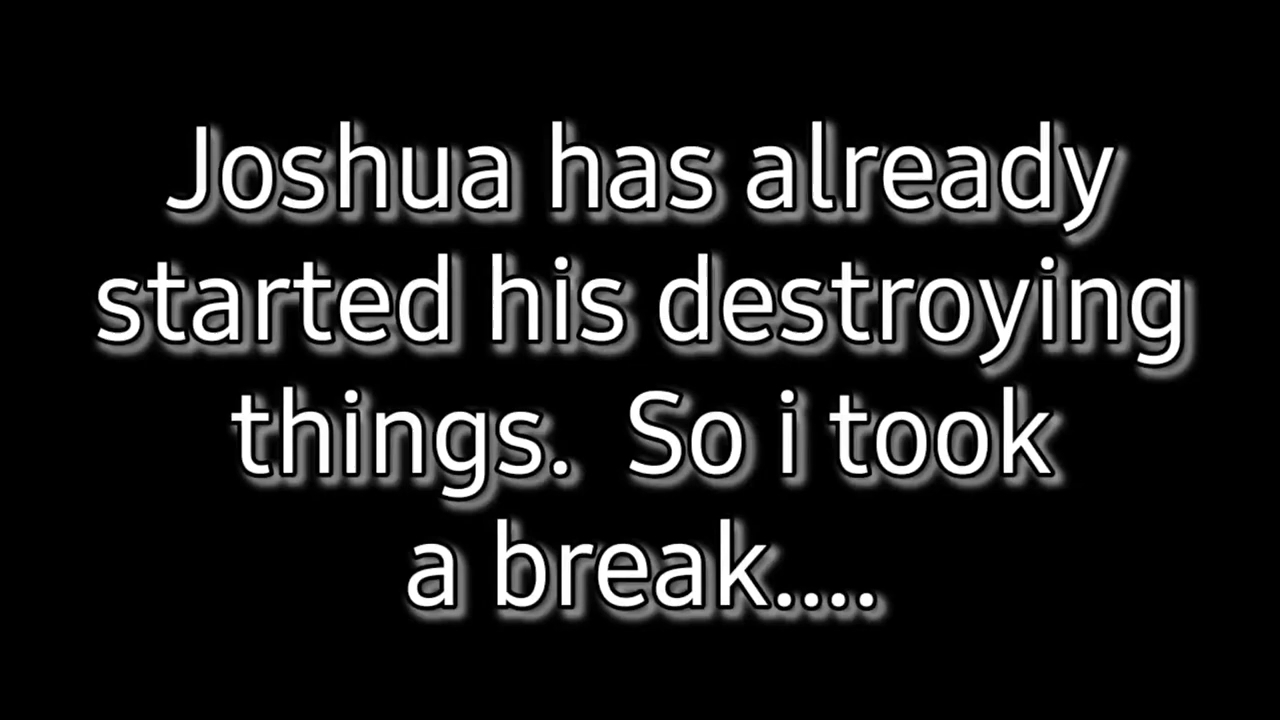 Joshua has already
started his destroying
things.  So i took
a break....